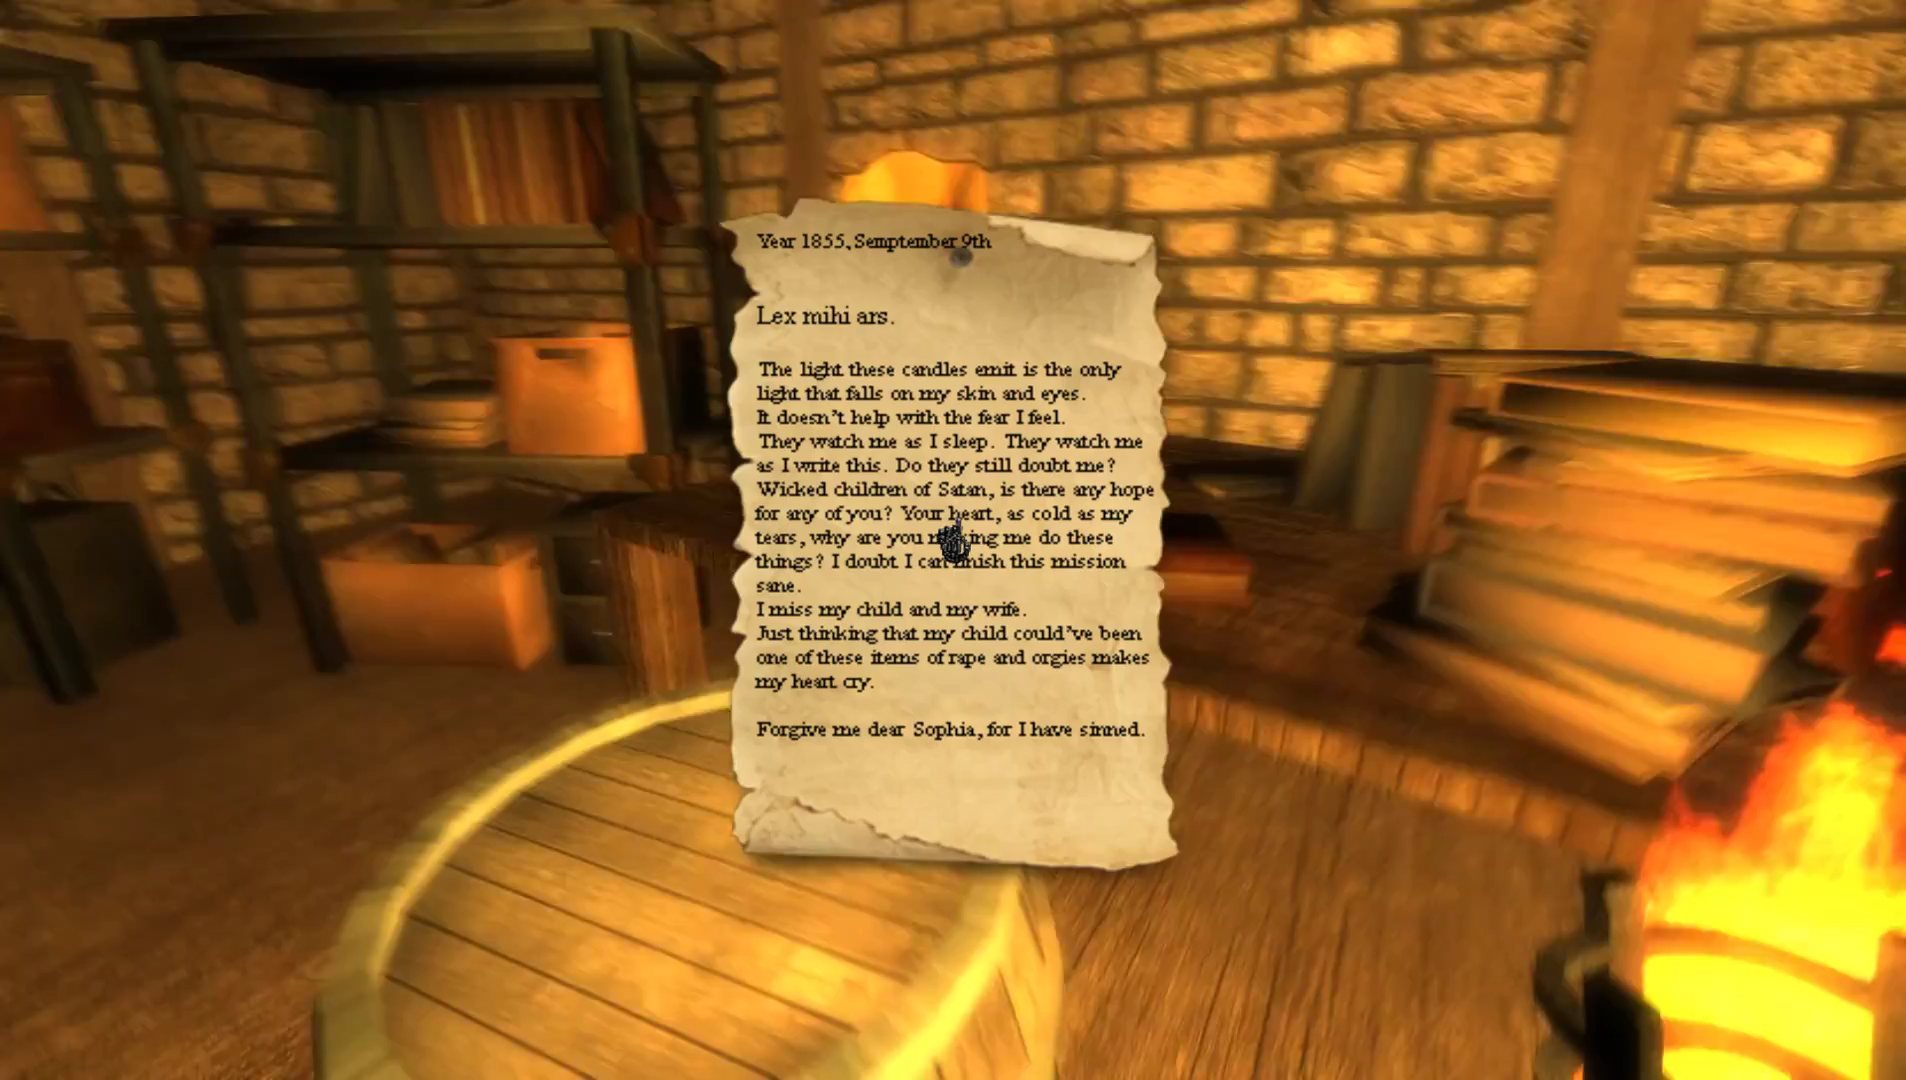 Year 1855, Semptember 9th
Lex mihi ars.
The light these candles emit is the only
light that falls on my skin and eyes.
It doesn't help with the fear I feel.
They watch me as I sleep. They watch me
as I write this. Do they still doubt me?
Wicked children of Satan, is there any hope
for any of you? Your heart, as cold as my
tears, why are you making me do these
things? I doubt I can finish this mission
sane.
I miss my child and my wife.
Just thinking that my child could've been
one of these items of rape and orgies makes
my heart cry.
Forgive me dear Sophia, for I have sinned.